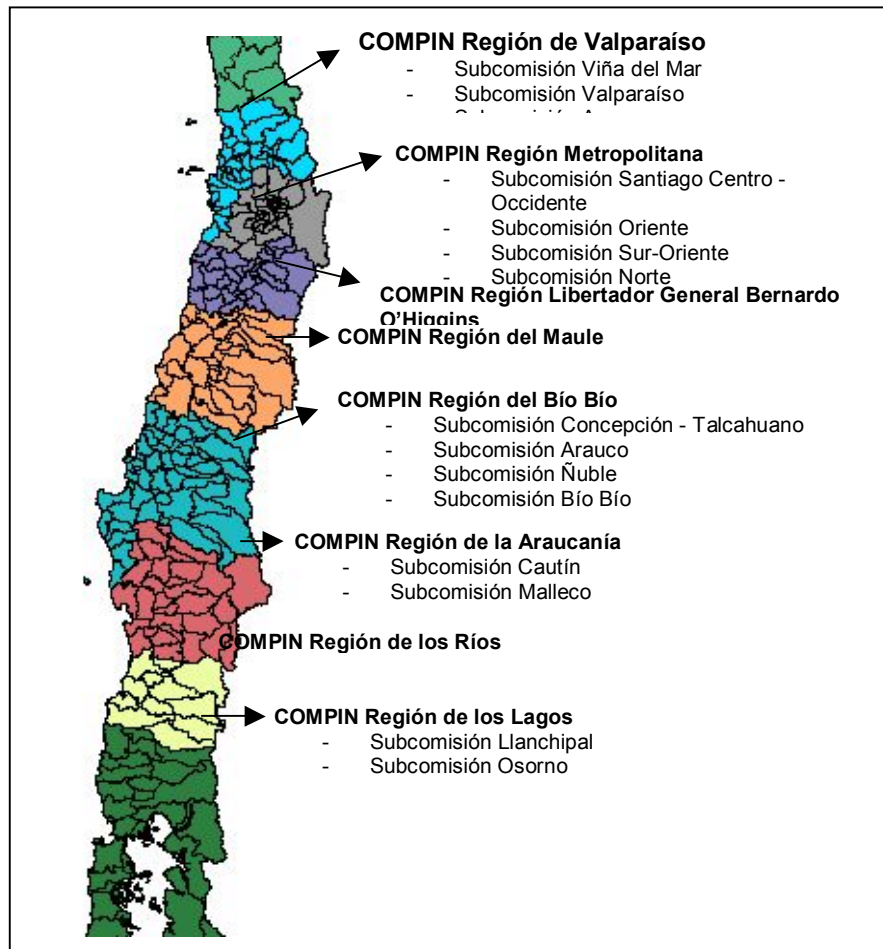 COMPIN Región de Valparaíso
- Subcomisión Viña del Mar
- Subcomisión Valparaíso
COMPIN Región Metropolitana
- Subcomisión Santiago Centro -
Occidente
- Subcomisión Oriente
- Subcomisión Sur-Oriente
- Subcomisión Norte
COMPIN Región Libertador General Bernardo
O'Higgins
COMPIN Región del Maule
COMPIN Región del Bío Bío
- Subcomisión Concepción - Talcahuano
- Subcomisión Arauco
- Subcomisión Ñuble
- Subcomisión Bío Bío
COMPIN Región de la Araucanía
- Subcomisión Cautín
- Subcomisión Malleco
COMPIN Región de los Ríos
COMPIN Región de los Lagos
- Subcomisión Llanchipal
- Subcomisión Osorno